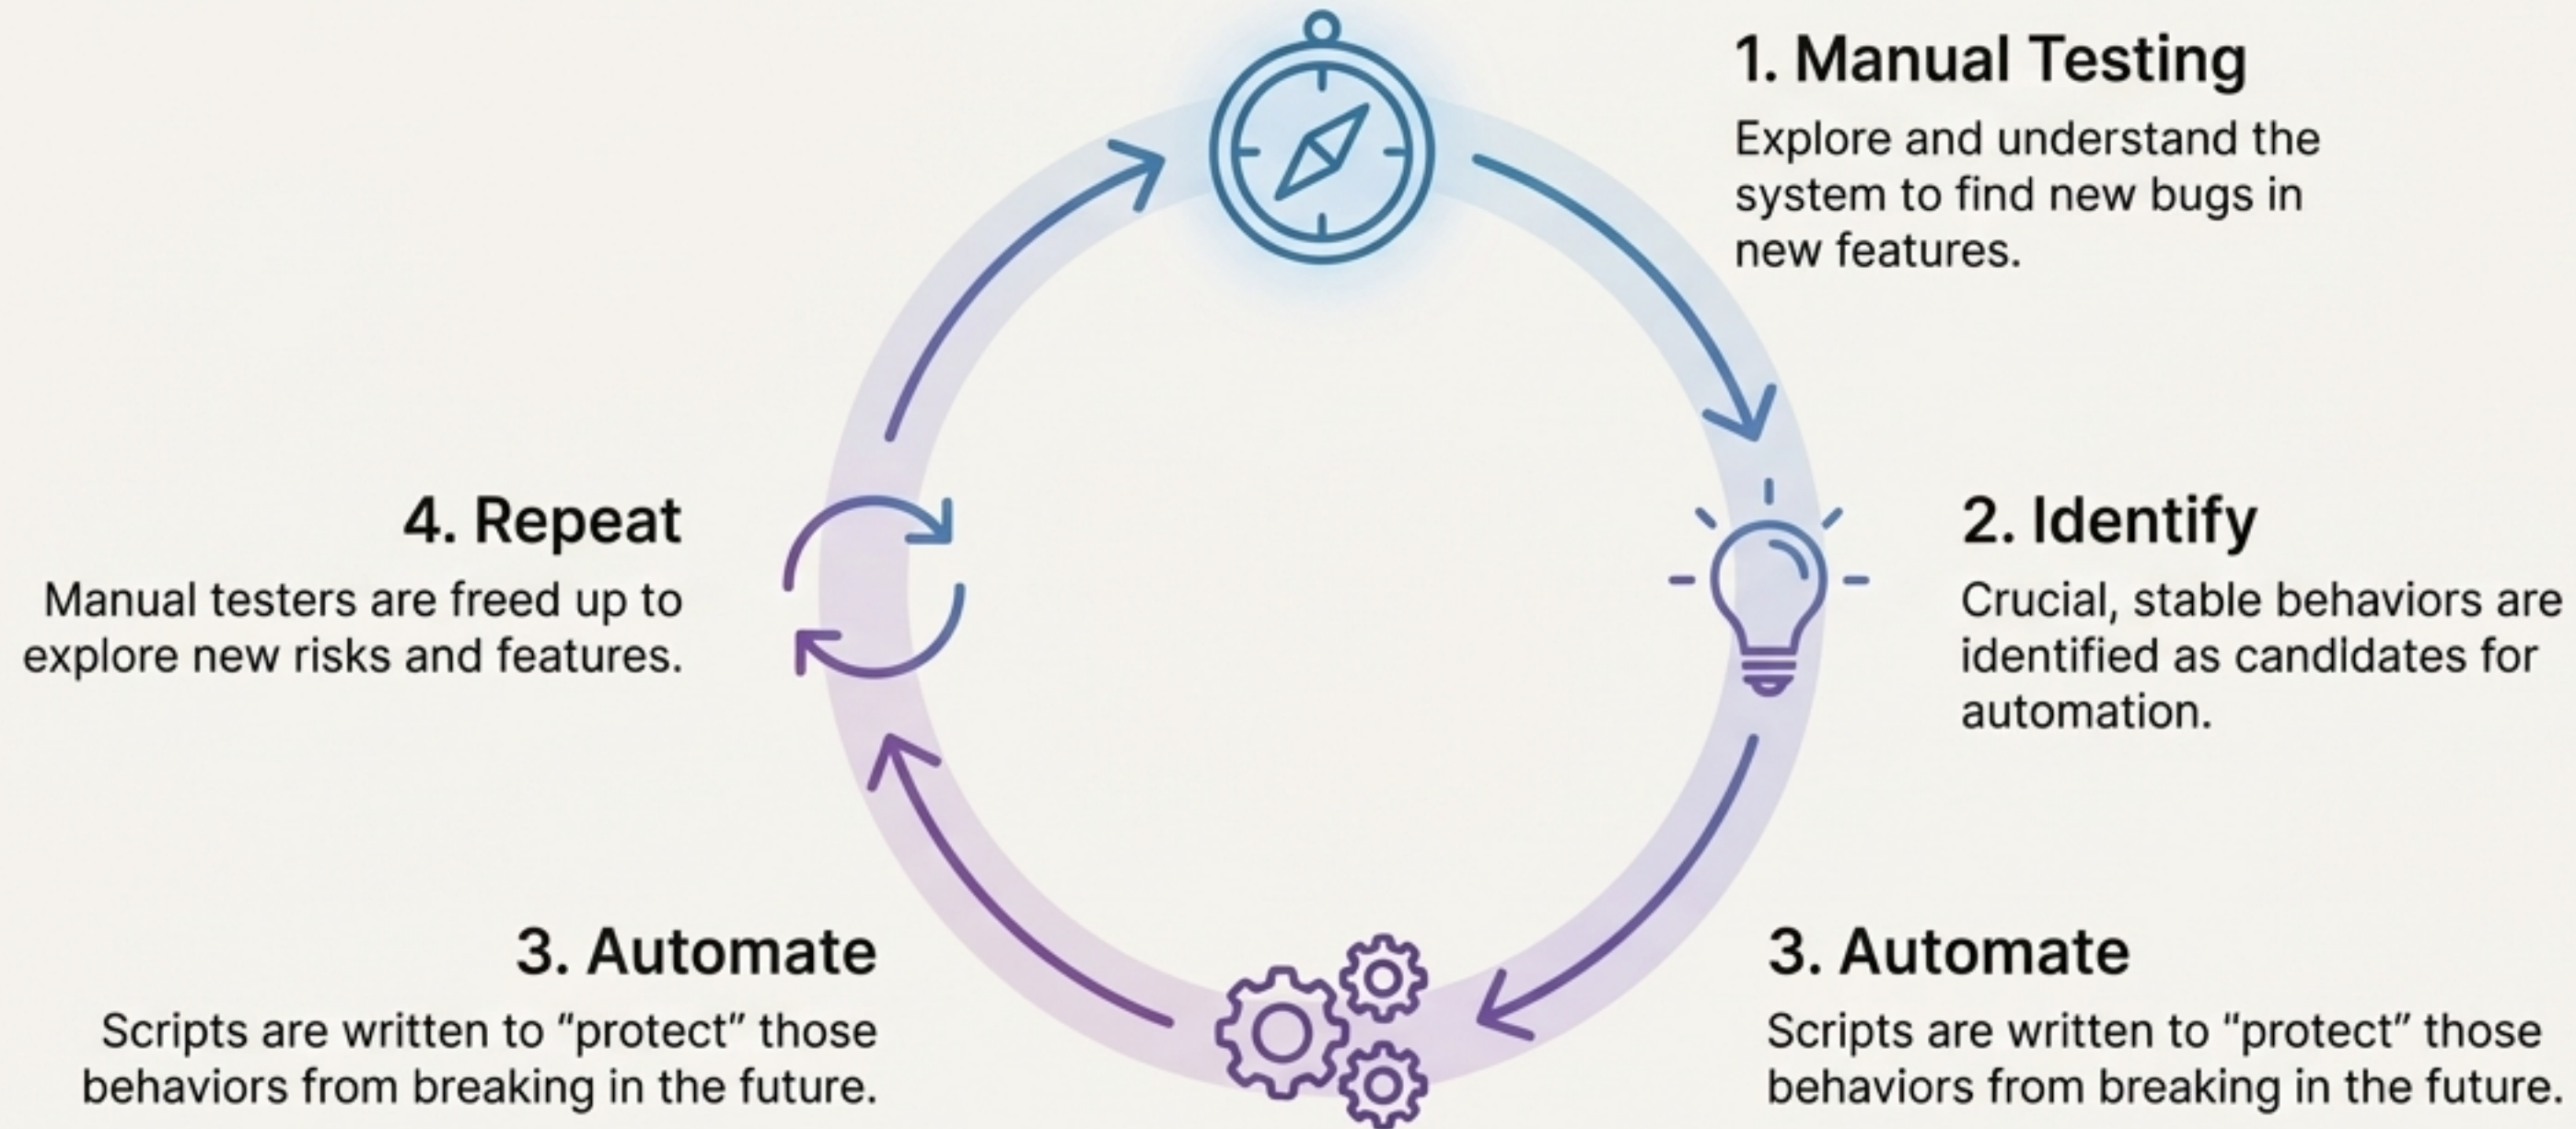 1. Manual Testing
Explore and understand the
system to find new bugs in
new features.
2. Identify
Crucial, stable behaviors are
identified as candidates for
automation.
3. Automate
Scripts are written to “protect” those
behaviors from breaking in the future.
3. Automate
Scripts are written to “protect” those
behaviors from breaking in the future.
4. Repeat
Manual testers are freed up to
explore new risks and features.